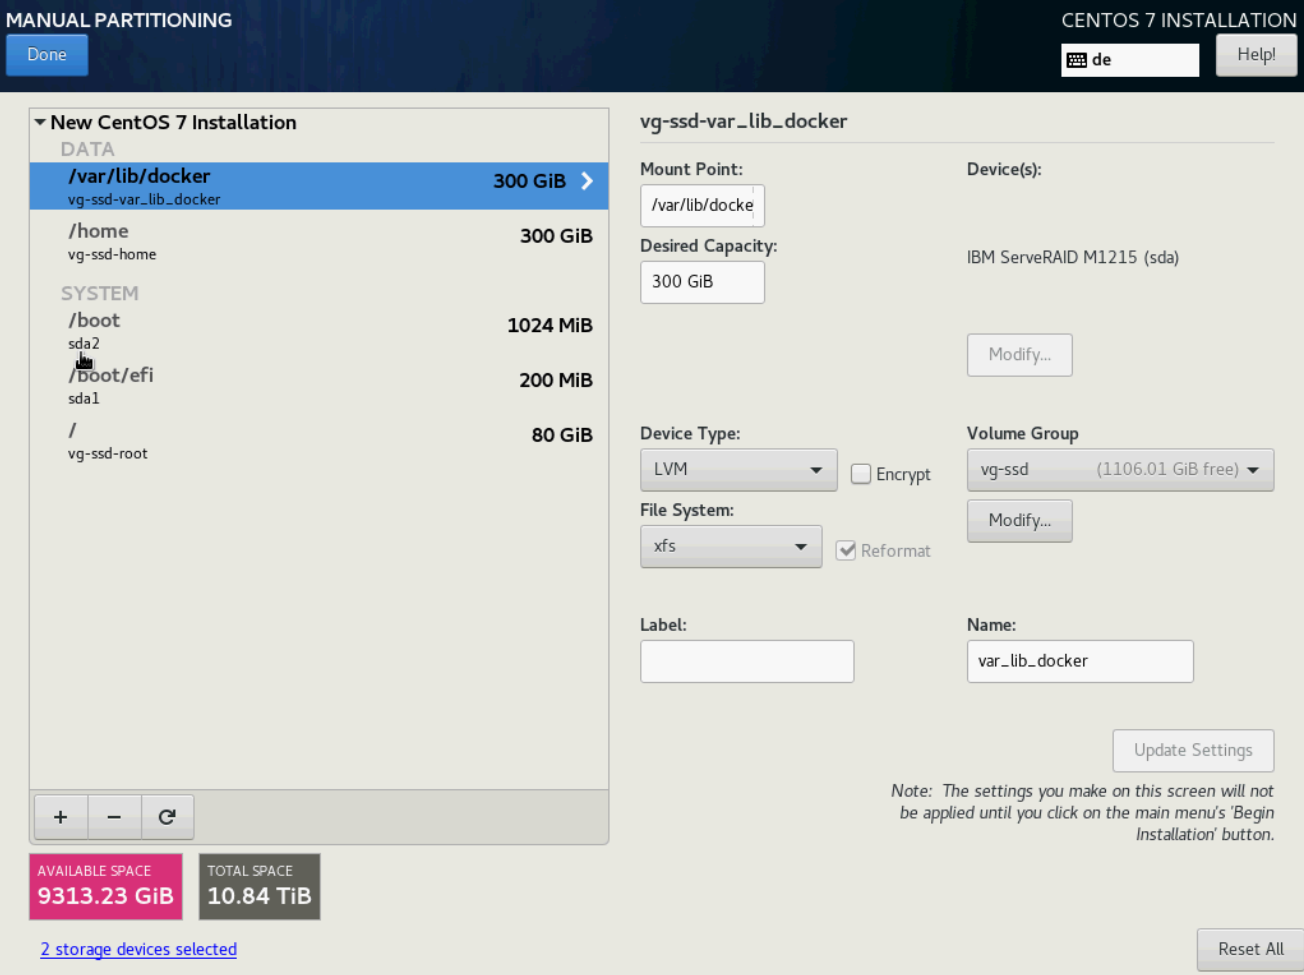 MANUAL PARTITIONING
CENTOS 7 INSTALLATION
Done
de
Help!
New CentOS 7 Installation
DATA
/var/lib/docker
300 GiB
vg-ssd-var_lib_docker
/home
300 GiB
vg-ssd-home
SYSTEM
/boot
1024 MiB
sda2
/boot/efi
200 MiB
sda1
/
80 GiB
vg-ssd-root
+ −
AVAILABLE SPACE
9313.23 GiB
TOTAL SPACE
10.84 TiB
2 storage devices selected
vg-ssd-var_lib_docker
Mount Point:
/var/lib/docke
Desired Capacity:
300 GiB
Device(s):
IBM ServeRAID M1215 (sda)
Modify...
Device Type:
LVM
Encrypt
File System:
xfs
Reformat
Volume Group
vg-ssd (1106.01 GiB free)
Modify...
Label:
Name:
var_lib_docker
Update Settings
Note: The settings you make on this screen will not
be applied until you click on the main menu's 'Begin
Installation' button.
Reset All